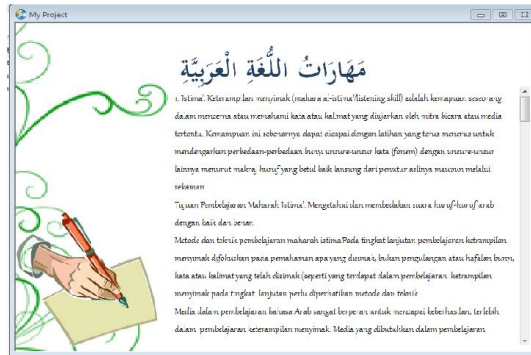 My Project
مَهَارَاتُ اللُّغَةِ الْعَرَبِيَّةِ
1. Istima'. Keterampilan menyimak (mahara al-istima'/listening skill) adalah kemapuan seseorang
dalam mencerna atau memahami kata atau kalimat yang diujarkan oleh mitra bicara atau media
tertentu. Kemampuan ini sebenarnya dapat dicapai dengan latihan yang terus menerus untuk
mendengarkan perbedaan-perbedaan bunyi unsure-unsur kata (fonem) dengan unsure-unsur
lainnya menurut makraj huruf yang betul baik lansung dari penutur aslinya maupun melalui
rekaman
Tujuan Pembelajaran Maharah Istima'. Mengetahui dan membedakan suara huruf-huruf arab
dengan baik dan benar.
Metode dan teknik pembelajaran maharah istima Pada tingkat lanjutan pembelajaran ketrampilan
menyimak difokuskan pada pemahaman apa yang disimak, bukan pengulangan atau hafalan bunyi,
kata atau kalimat yang telah disimak (seperti yang terdapat dalam pembelajaran ketrampilan
menyimak pada tingkat lanjutan perlu diperhatikan metode dan teknik
Media dalam pembelajaran bahasa Arab sangat berperan untuk mencapai keberhasilan, terlebih
dalam pembelajaran keterampilan menyimak. Media yang dibutuhkan dalam pembelajaran